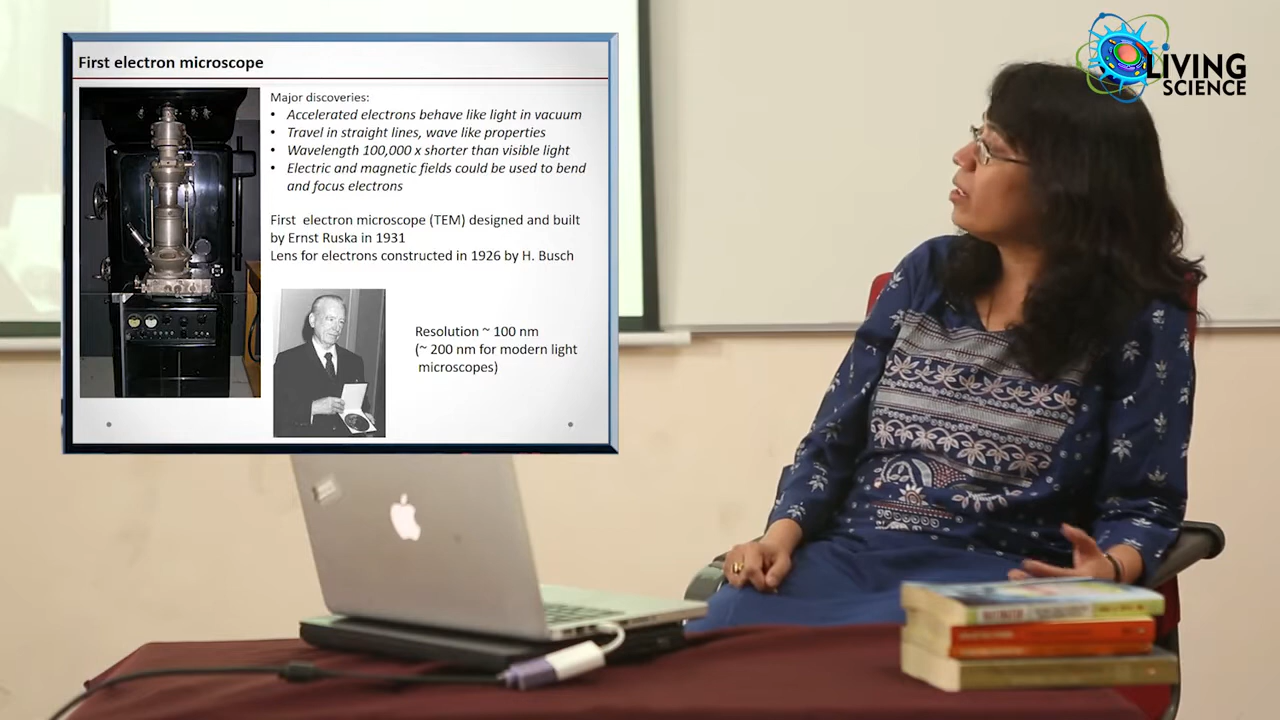 First electron microscope
Major discoveries:
• Accelerated electrons behave like light in vacuum
• Travel in straight lines, wave like properties
• Wavelength 100,000 x shorter than visible light
• Electric and magnetic fields could be used to bend
and focus electrons
First electron microscope (TEM) designed and built
by Ernst Ruska in 1931
Lens for electrons constructed in 1926 by H. Busch
Resolution ~ 100 nm
(~ 200 nm for modern light
microscopes)
LIVING
SCIENCE